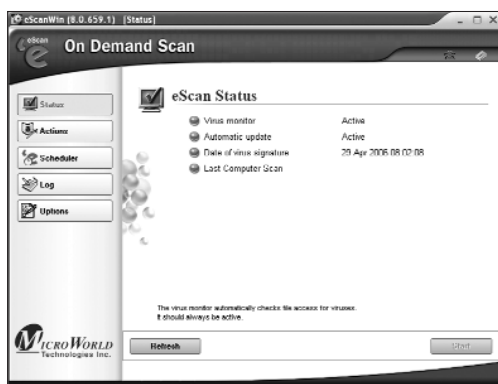 eScanWin (8.0.659.1) [Status]
eScan
On Demand Scan
Status
Actions
Scheduler
Log
Options
eScan Status
Virus monitor Active
Automatic update Active
Date of virus signature 29 Apr 2006 08:02:08
Last Computer Scan
The virus monitor automatically checks file access for viruses.
It should always be active.
MICROWORLD
Technologies Inc.
Refresh
Start